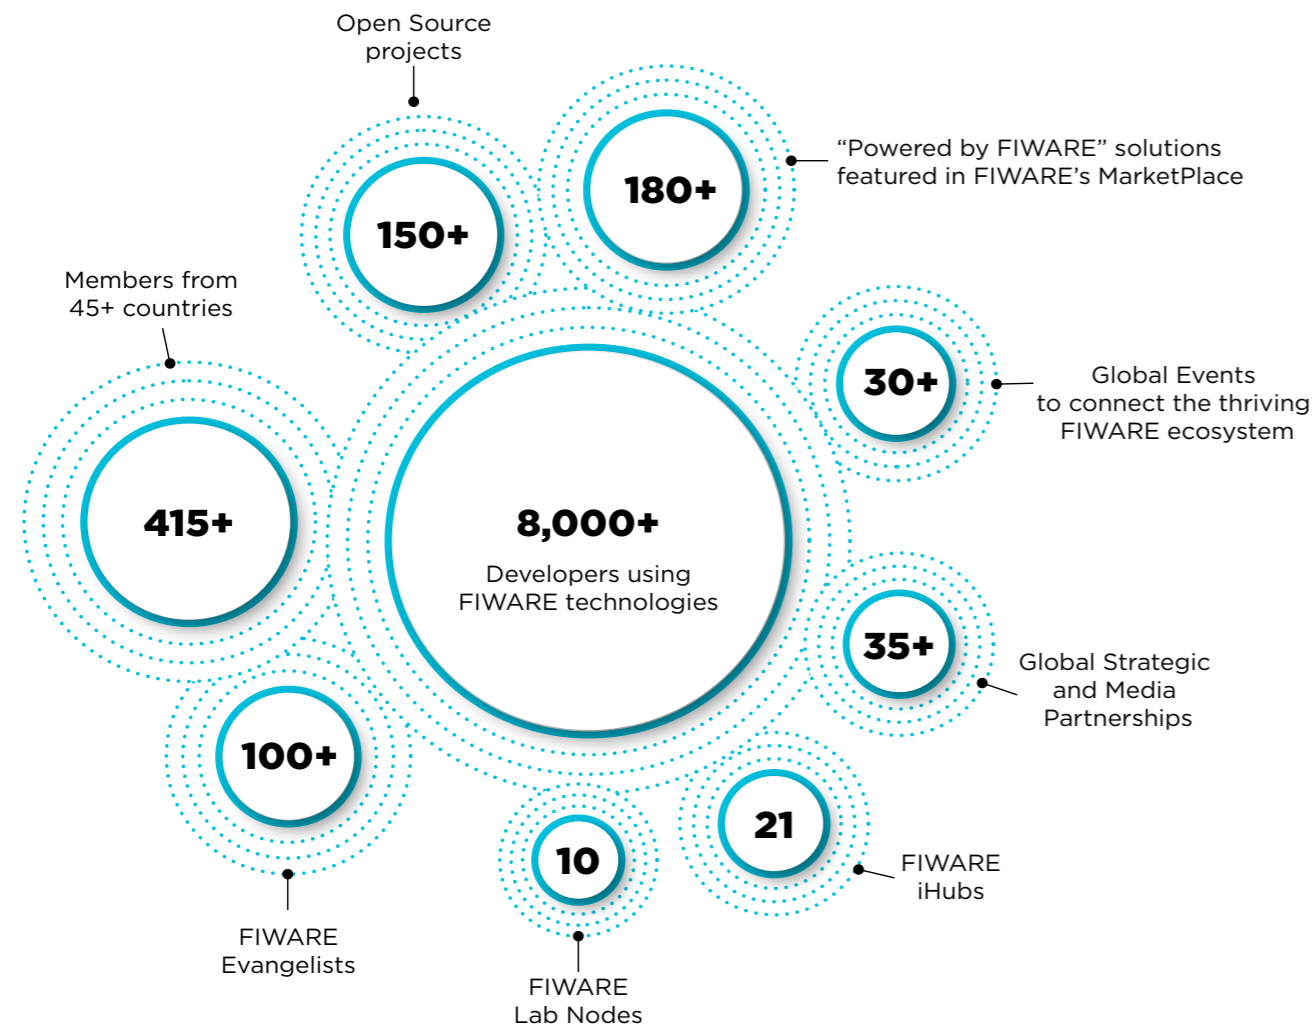 Open Source
projects
150+
180+
“Powered by FIWARE” solutions
featured in FIWARE’s MarketPlace
Members from
45+ countries
415+
30+
Global Events
to connect the thriving
FIWARE ecosystem
8,000+
Developers using
FIWARE technologies
35+
Global Strategic
and Media
Partnerships
100+
FIWARE
Evangelists
10
FIWARE
Lab Nodes
21
FIWARE
iHubs